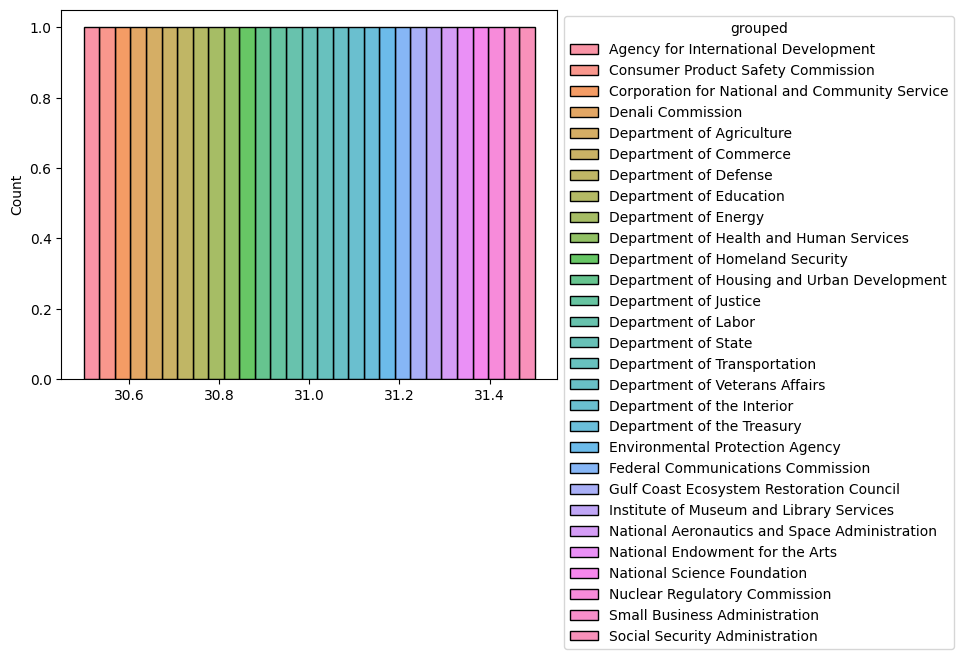 1.0
0.8
0.6
0.4
0.2
0.0
Count
30.6
30.8
31.0
31.2
31.4
grouped
Agency for International Development
Consumer Product Safety Commission
Corporation for National and Community Service
Denali Commission
Department of Agriculture
Department of Commerce
Department of Defense
Department of Education
Department of Energy
Department of Health and Human Services
Department of Homeland Security
Department of Housing and Urban Development
Department of Justice
Department of Labor
Department of State
Department of Transportation
Department of Veterans Affairs
Department of the Interior
Department of the Treasury
Environmental Protection Agency
Federal Communications Commission
Gulf Coast Ecosystem Restoration Council
Institute of Museum and Library Services
National Aeronautics and Space Administration
National Endowment for the Arts
National Science Foundation
Nuclear Regulatory Commission
Small Business Administration
Social Security Administration